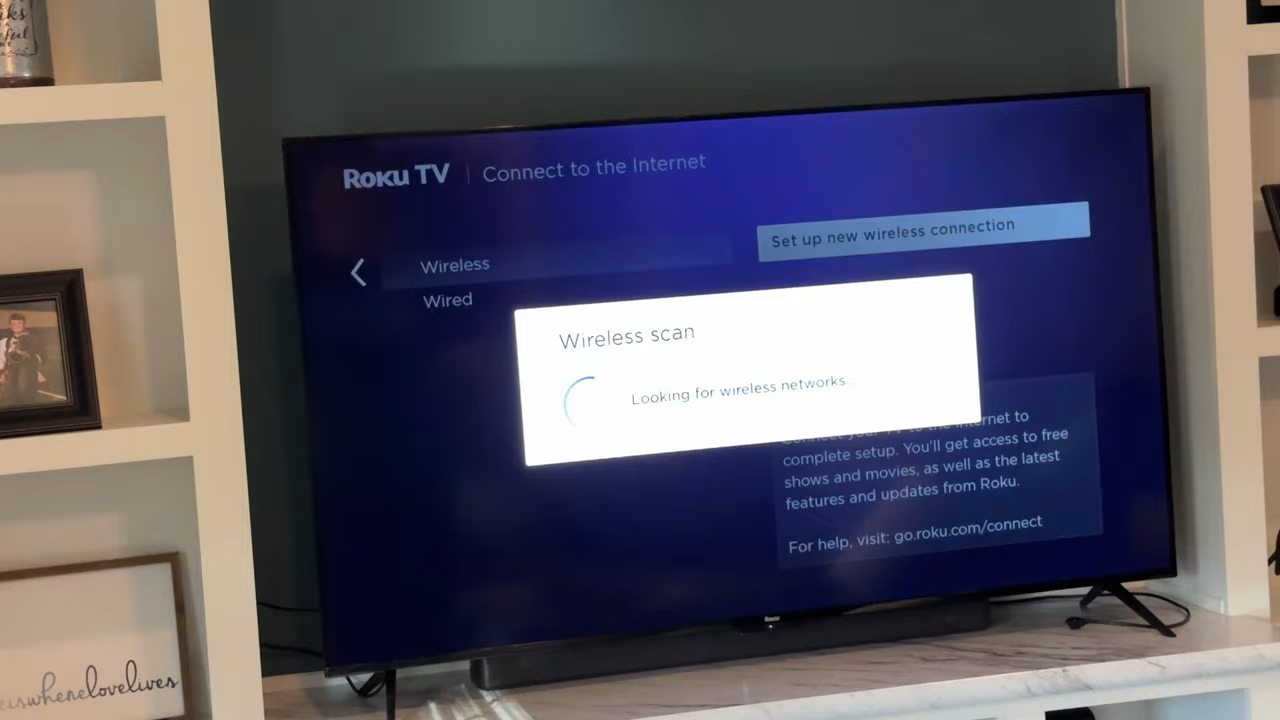 Roku TV | Connect to the Internet
Set up new wireless connection
Wireless
Wired
Wireless scan
Looking for wireless networks...
complete setup. You'll get access to free
shows and movies, as well as the latest
features and updates from Roku.
For help, visit: go.roku.com/connect
Roku
wherelovelives